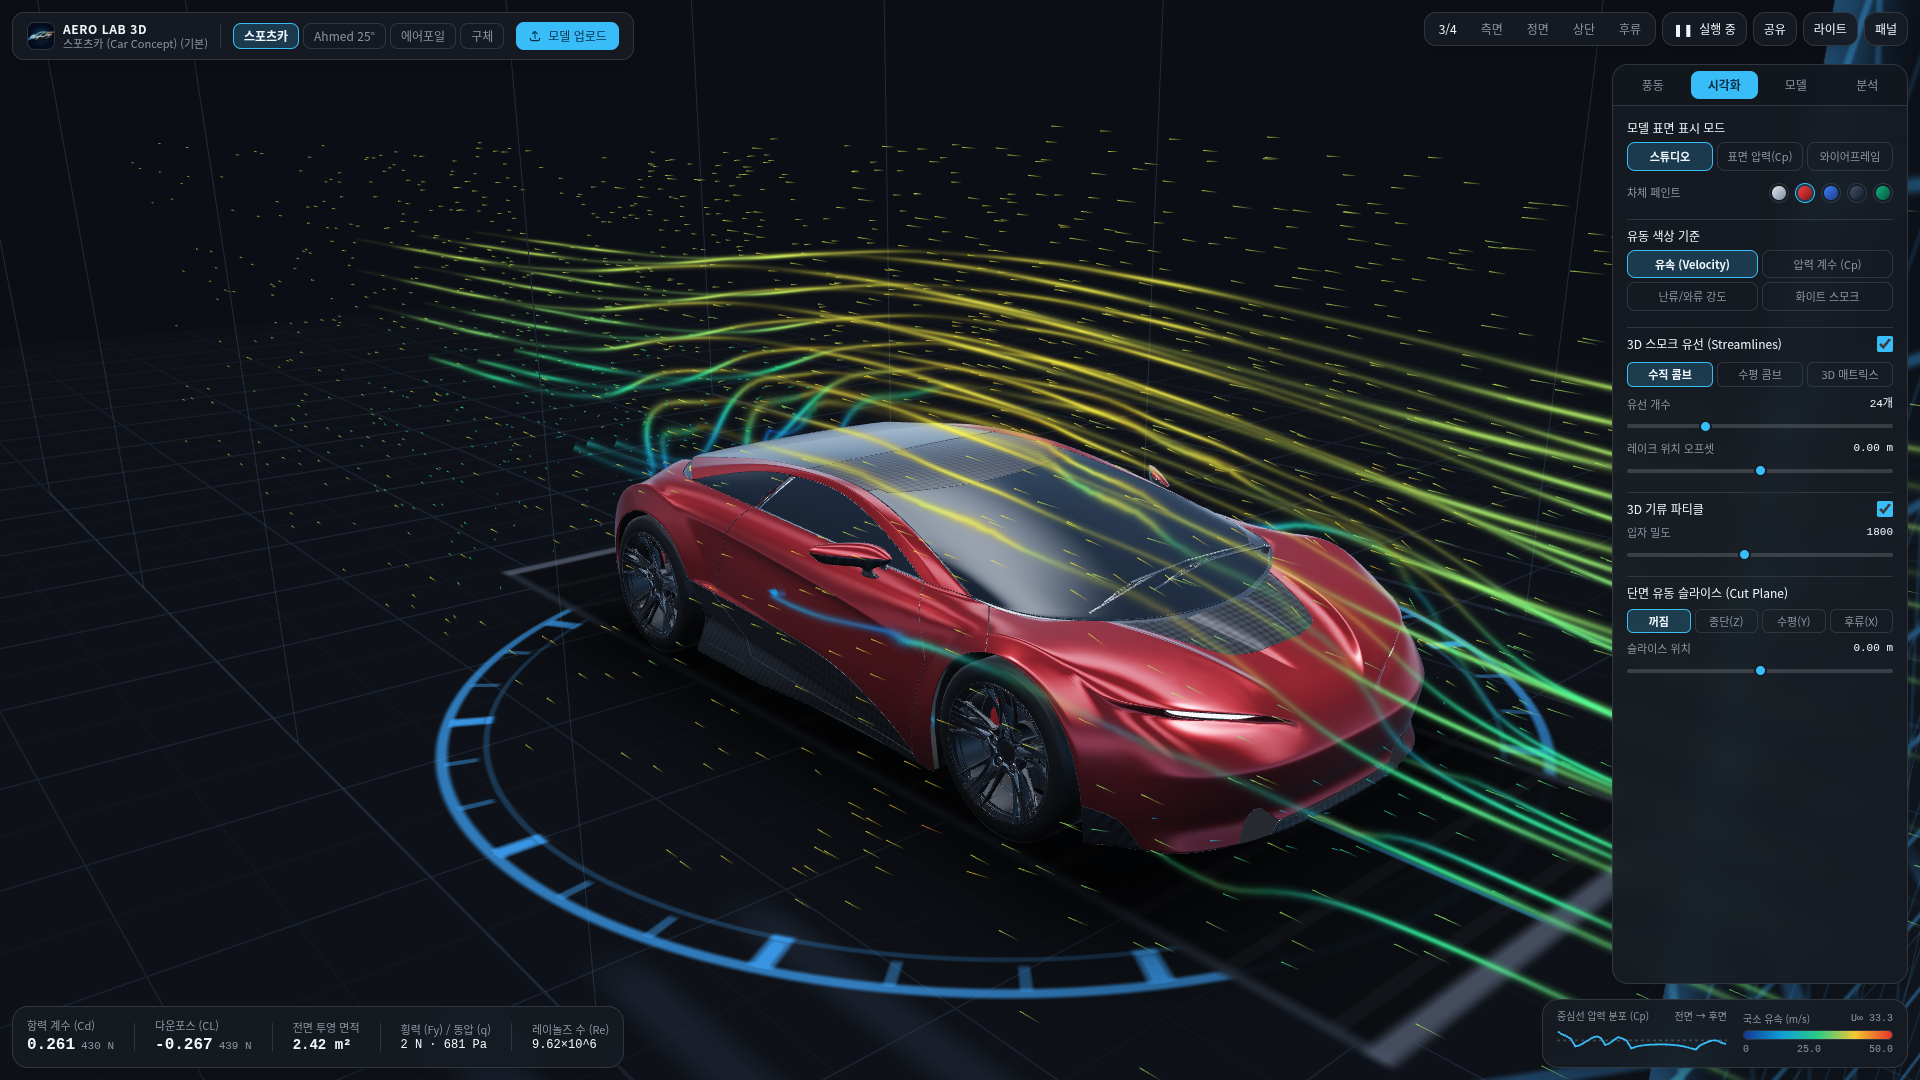 AERO LAB 3D
스포츠카 (Car Concept) (기본)
스포츠카
Ahmed 25°
에어포일
구체
모델 업로드
3/4
측면
정면
상단
후류
실행 중
공유
라이트
패널
풍동
시각화
모델
분석
모델 표면 표시 모드
스튜디오
표면 압력(Cp)
와이어프레임
차체 페인트
유동 색상 기준
유속 (Velocity)
압력 계수 (Cp)
난류/와류 강도
화이트 스모크
3D 스모크 유선 (Streamlines)
수직 콤브
수평 콤브
3D 매트릭스
유선 개수
24개
레이크 위치 오프셋
0.00 m
3D 기류 파티클
입자 밀도
1800
단면 유동 슬라이스 (Cut Plane)
꺼짐
종단(Z)
수평(Y)
후류(X)
슬라이스 위치
0.00 m
항력 계수 (Cd)
0.261 430 N
다운포스 (CL)
-0.267 439 N
전면 투영 면적
2.42 m²
횡력 (Fy) / 동압 (q)
2 N · 681 Pa
레이놀즈 수 (Re)
9.62×10^6
중심선 압력 분포 (Cp)
전면 → 후면
국소 유속 (m/s)
U∞ 33.3
0
25.0
50.0